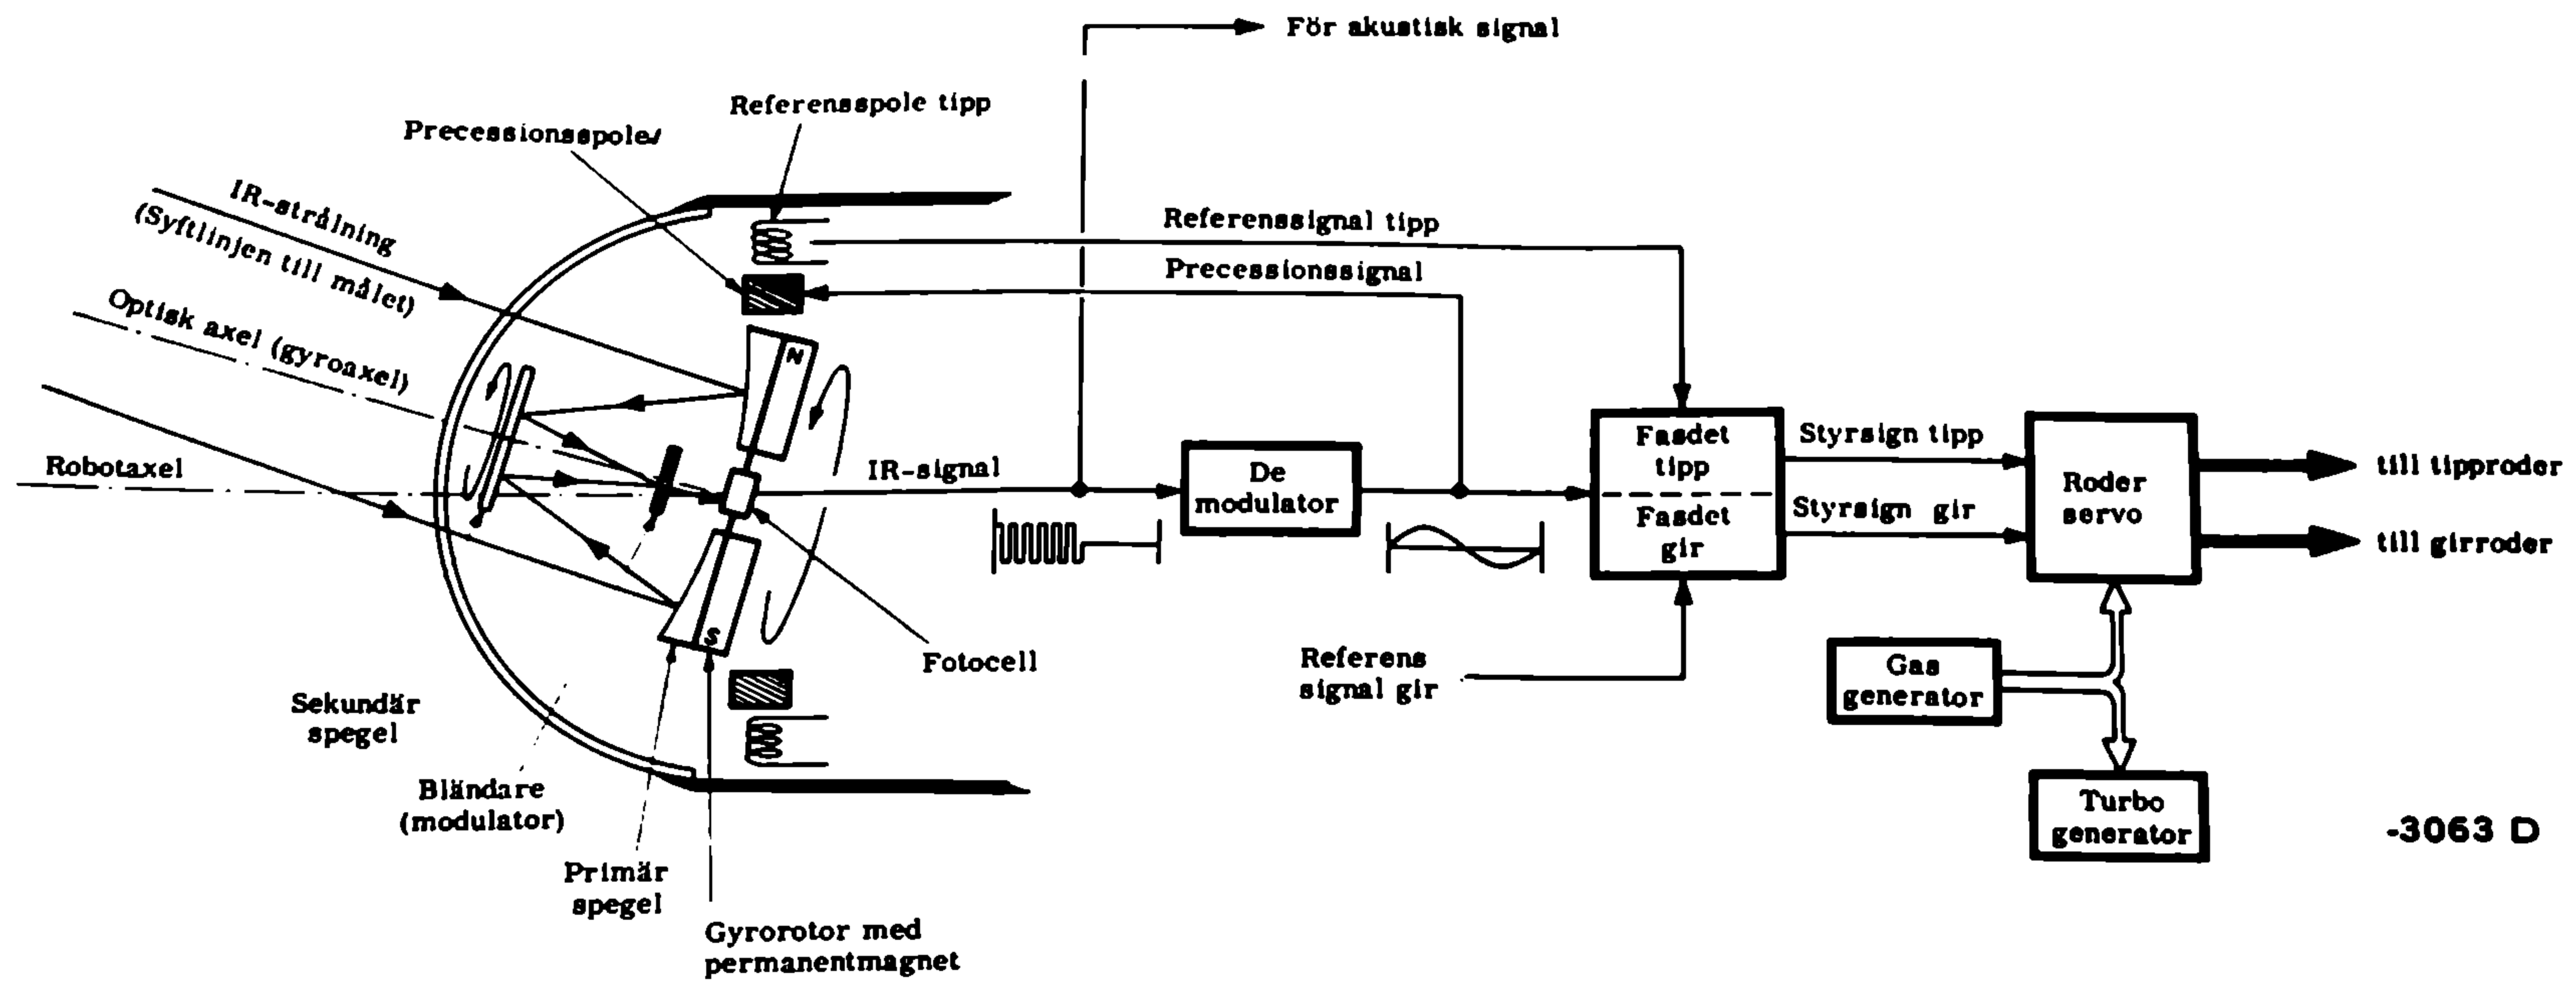 För akustisk signal
Referensspole tipp
Precessionsspole
IR-strålning
(Syftlinjen till målet)
Optisk axel (gyroaxel)
Robotaxel
Referenssignal tipp
Precessionssignal
N
S
IR-signal
De
modulator
Fasdet
tipp
Fasdet
gir
Styrsign tipp
Styrsign gir
Roder
servo
till tipproder
till girroder
Fotocell
Referens
signal gir
Gas
generator
Turbo
generator
Sekundär
spegel
Bländare
(modulator)
Primär
spegel
Gyrorotor med
permanentmagnet
-3063 D